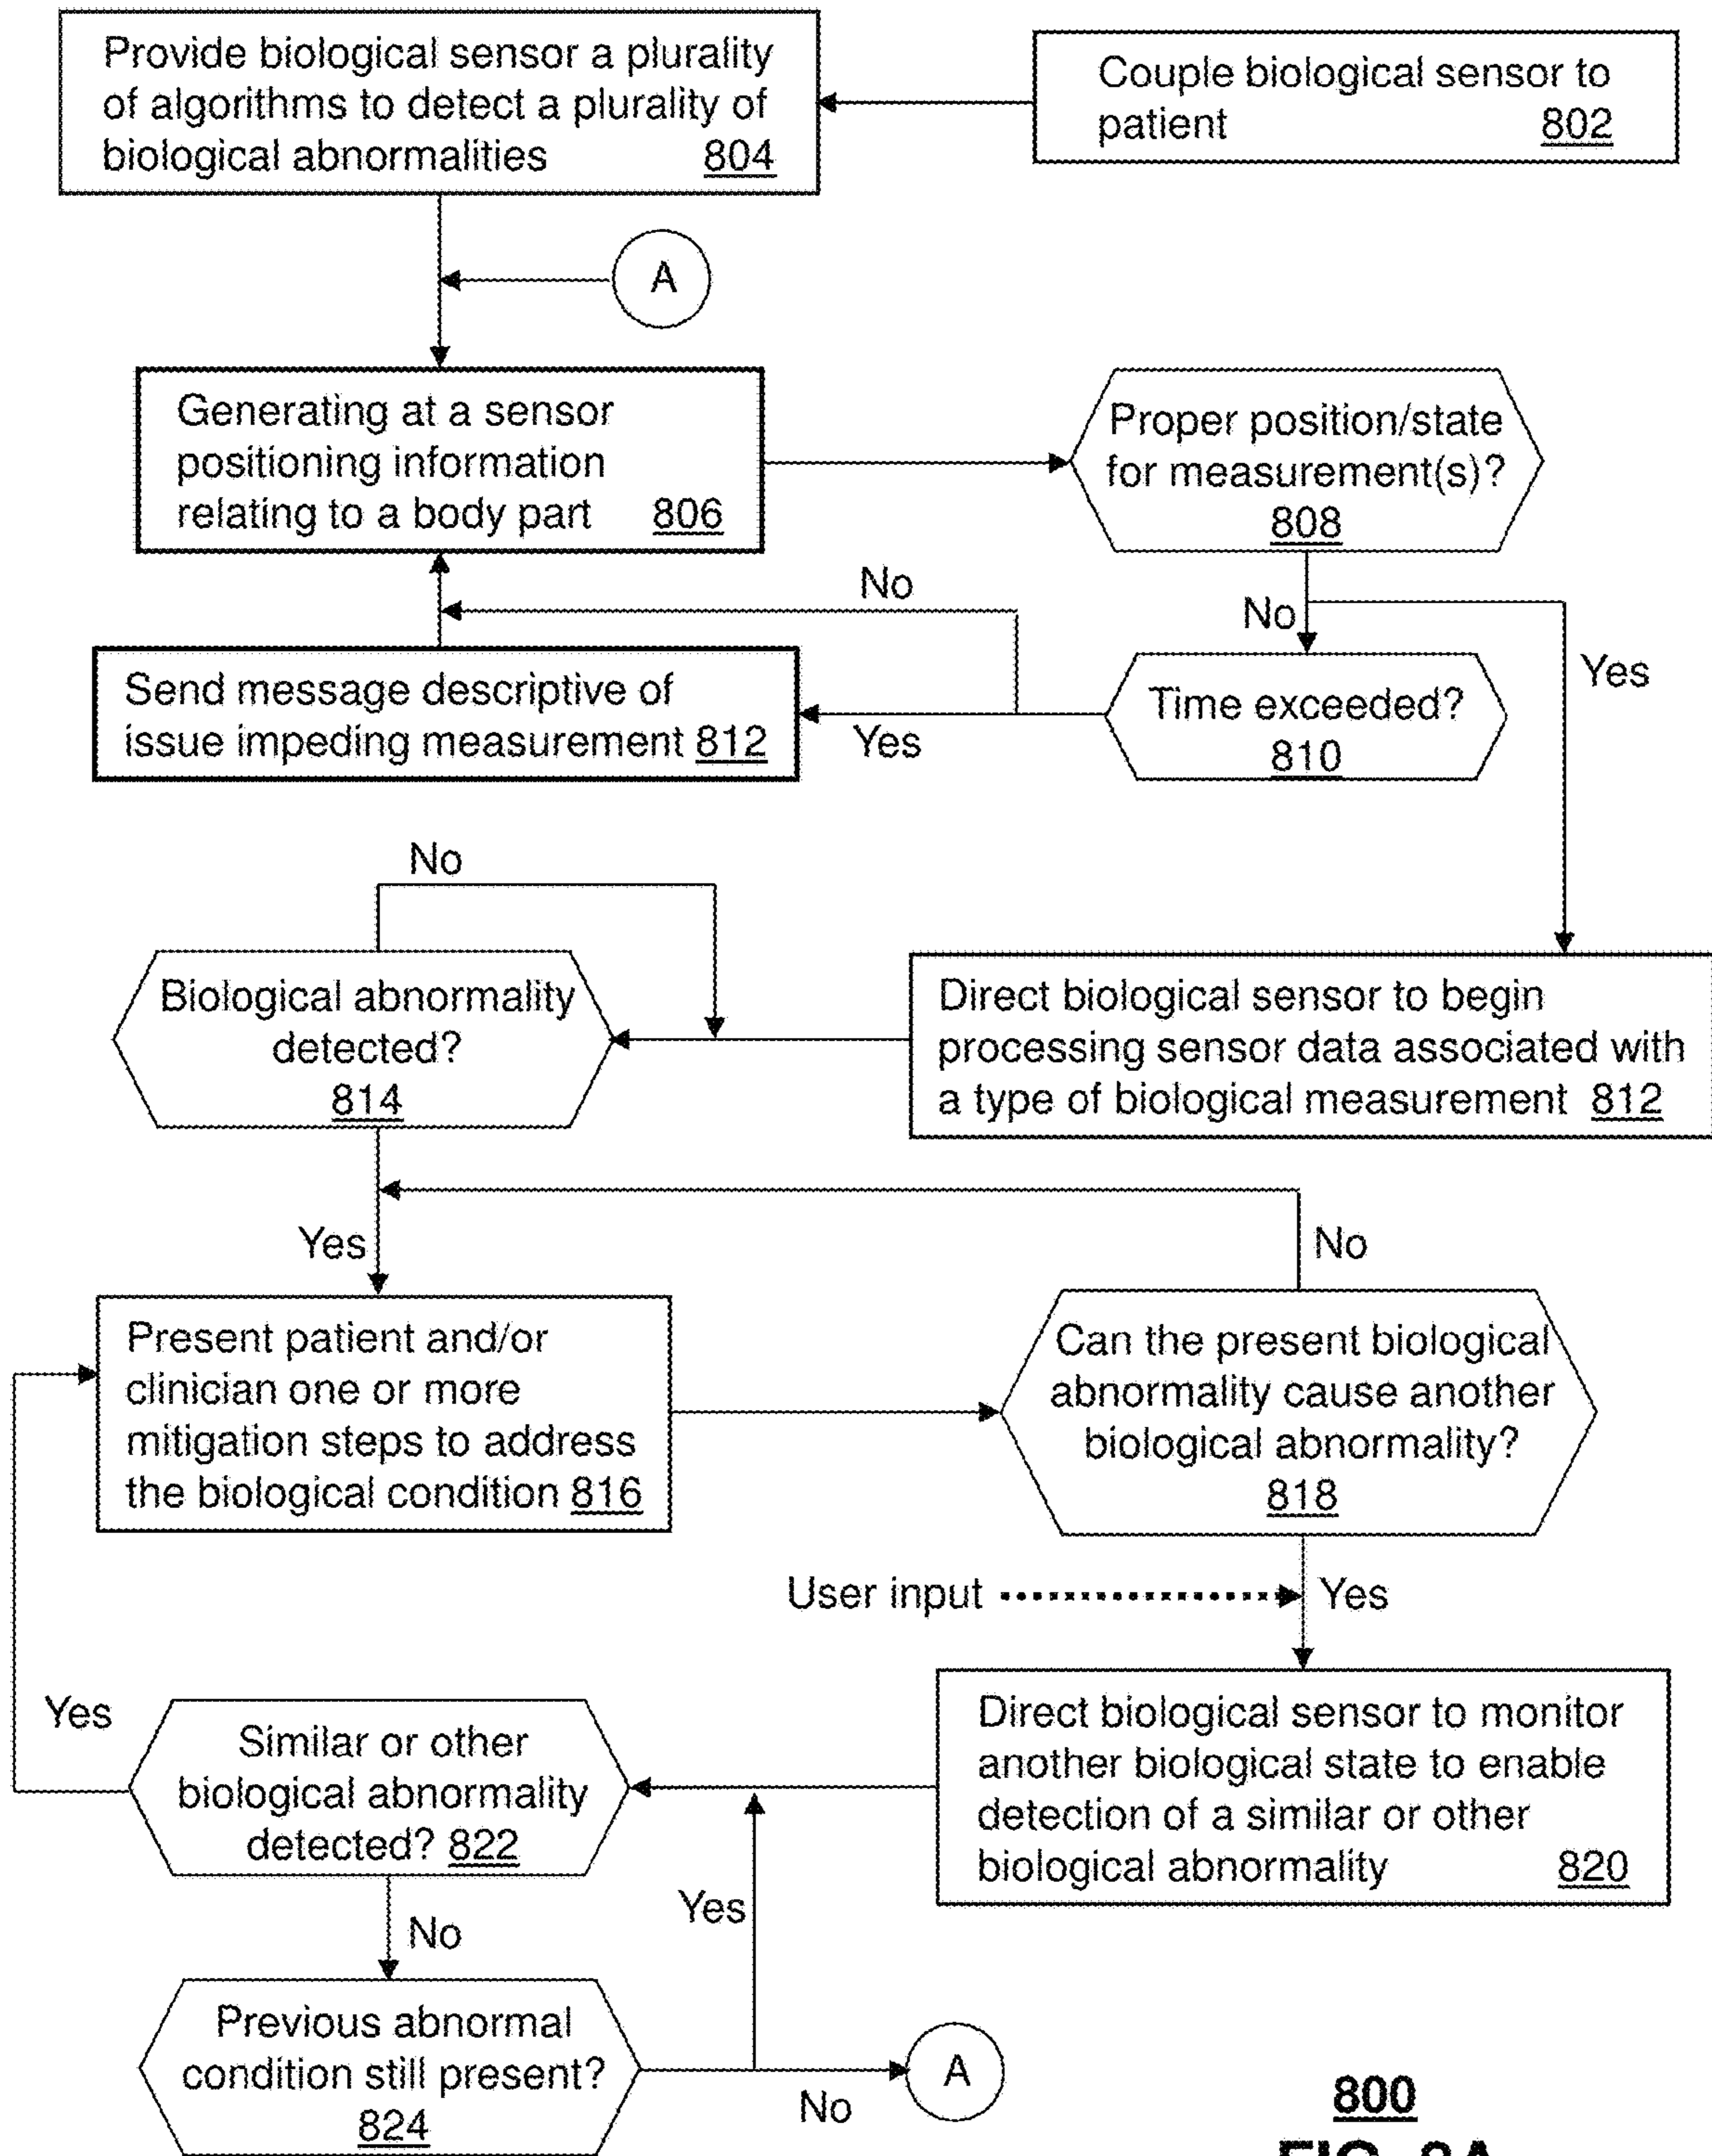 Provide biological sensor a plurality
of algorithms to detect a plurality of
biological abnormalities 804
Couple biological sensor to
patient 802
A
Generating at a sensor
positioning information
relating to a body part 806
Proper position/state
for measurement(s)?
808
No
No
Yes
Send message descriptive of
issue impeding measurement 812
Yes
Time exceeded?
810
No
Biological abnormality
detected?
814
Direct biological sensor to begin
processing sensor data associated with
a type of biological measurement 812
Yes
No
Present patient and/or
clinician one or more
mitigation steps to address
the biological condition 816
Can the present biological
abnormality cause another
biological abnormality?
818
User input
Yes
Yes
Similar or other
biological abnormality
detected? 822
Direct biological sensor to monitor
another biological state to enable
detection of a similar or other
biological abnormality 820
Yes
No
Previous abnormal
condition still present?
824
No
A
800
FIG. 8A